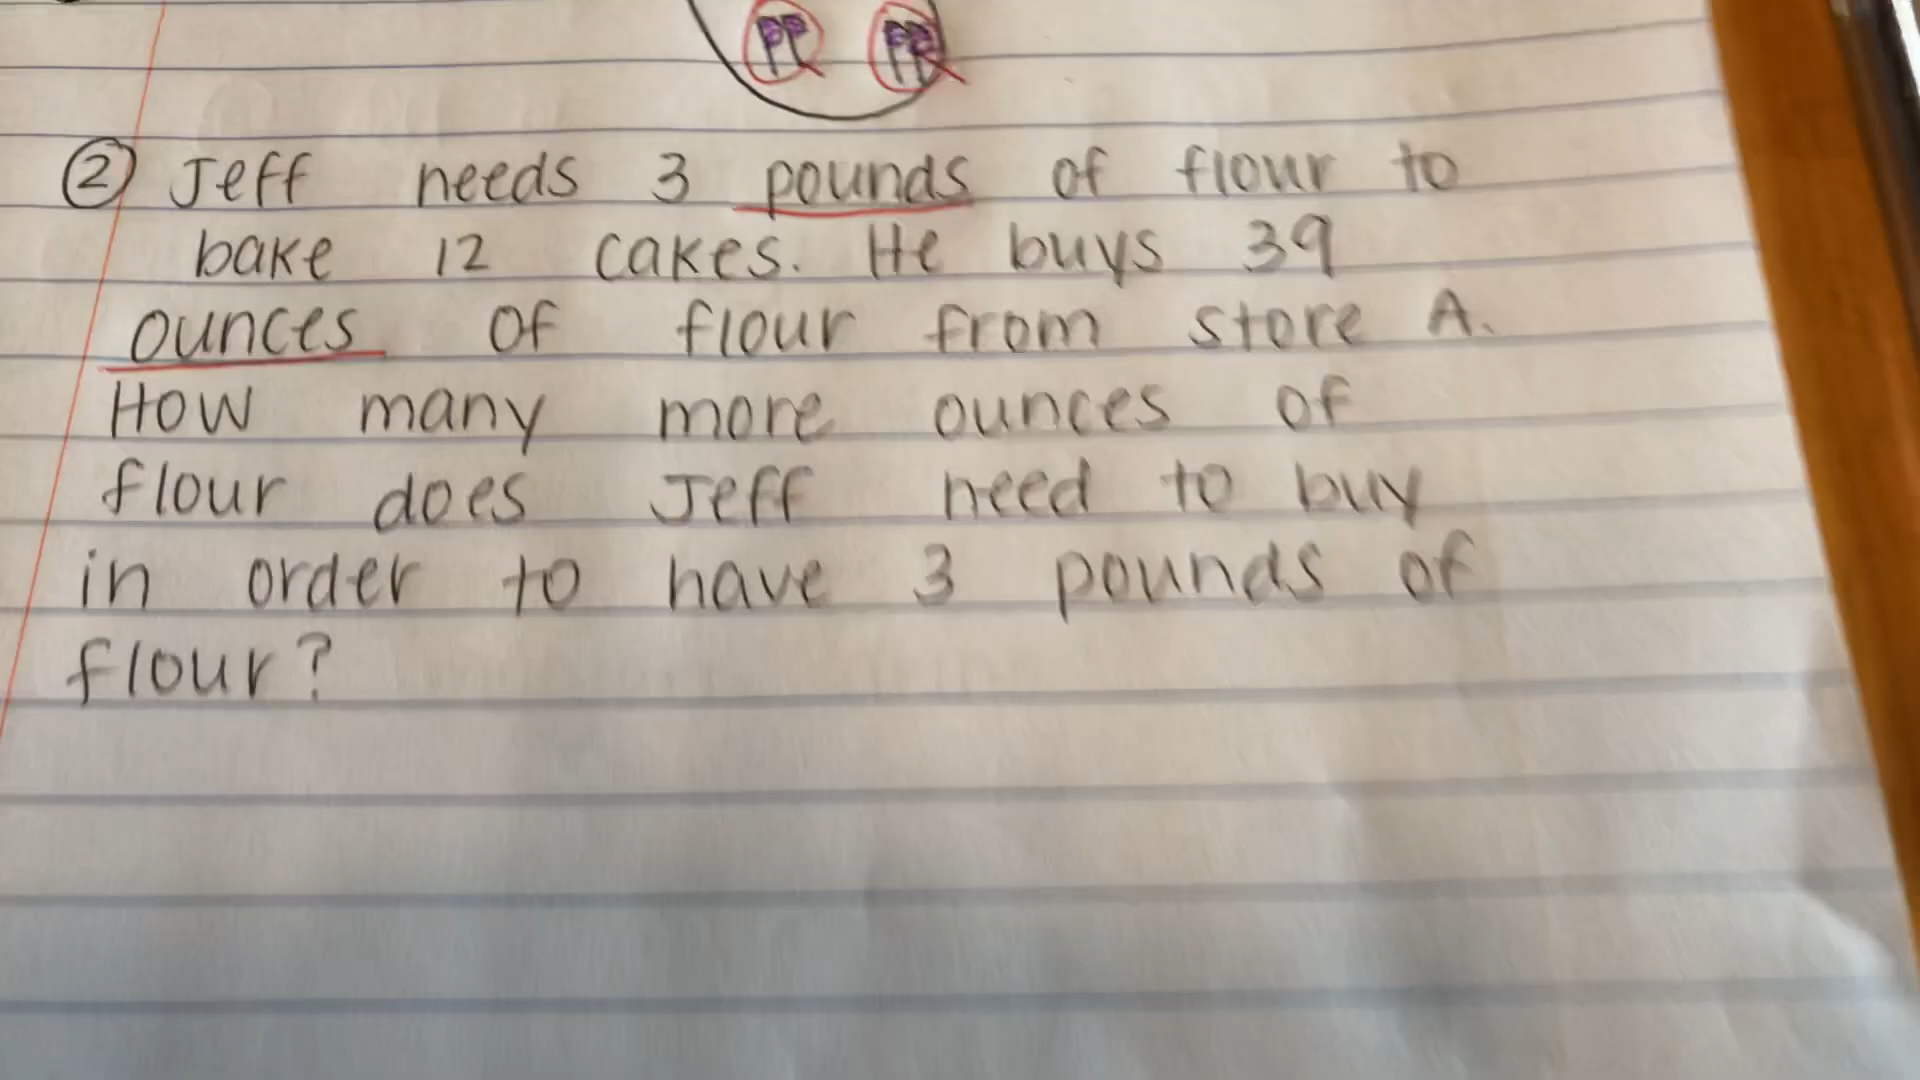 PP PP
② Jeff needs 3 pounds of flour to
bake 12 cakes. He buys 39
ounces of flour from store A.
How many more ounces of
flour does Jeff need to buy
in order to have 3 pounds of
flour?